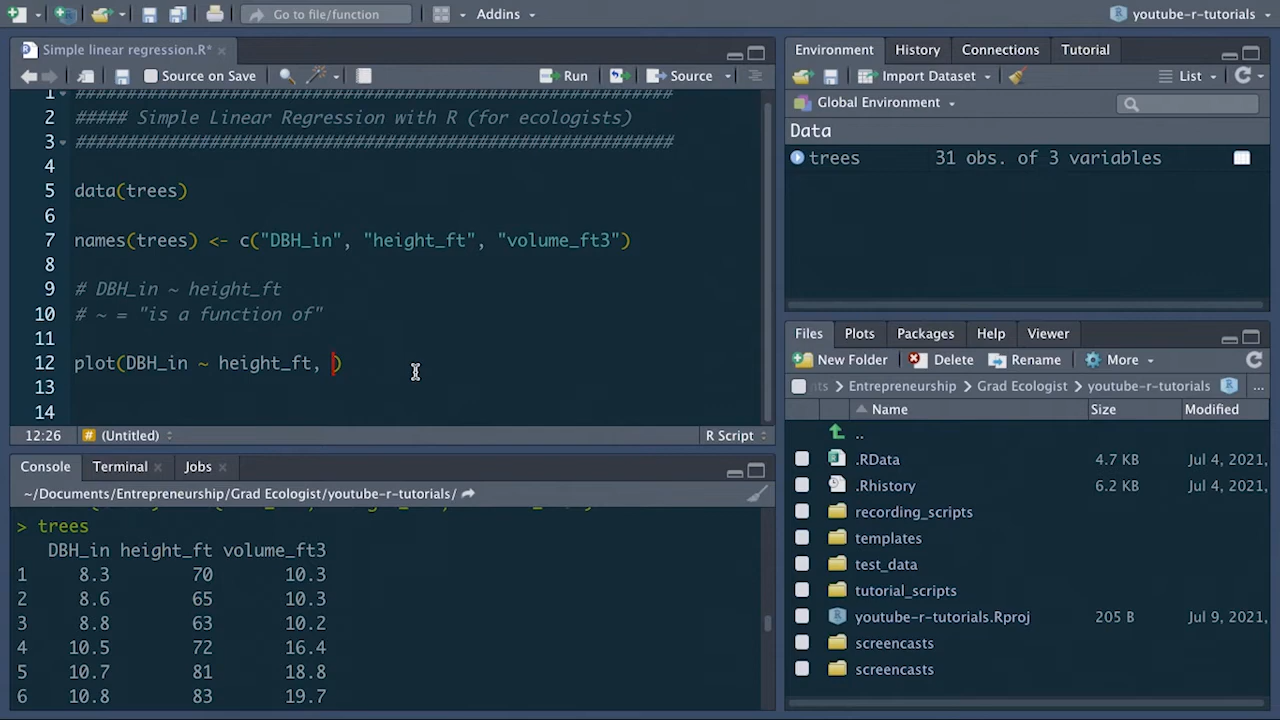 Go to file/function
Addins
youtube-r-tutorials
Simple linear regression.R*
Source on Save
Run
Source
1 ##########################################################
2 ##### Simple Linear Regression with R (for ecologists)
3 ##########################################################
4
5 data(trees)
6
7 names(trees) <- c("DBH_in", "height_ft", "volume_ft3")
8
9 # DBH_in ~ height_ft
10 # ~ = "is a function of"
11
12 plot(DBH_in ~ height_ft, )
13
14
12:26 # (Untitled) R Script
Console Terminal Jobs
~/Documents/Entrepreneurship/Grad Ecologist/youtube-r-tutorials/
> trees
DBH_in height_ft volume_ft3
1 8.3 70 10.3
2 8.6 65 10.3
3 8.8 63 10.2
4 10.5 72 16.4
5 10.7 81 18.8
6 10.8 83 19.7
Environment History Connections Tutorial
Import Dataset List
Global Environment
Data
trees 31 obs. of 3 variables
Files Plots Packages Help Viewer
New Folder Delete Rename More
nts Entrepreneurship Grad Ecologist youtube-r-tutorials ...
Name Size Modified
..
.RData 4.7 KB Jul 4, 2021,
.Rhistory 6.2 KB Jul 4, 2021,
recording_scripts
templates
test_data
tutorial_scripts
youtube-r-tutorials.Rproj 205 B Jul 9, 2021,
screencasts
screencasts